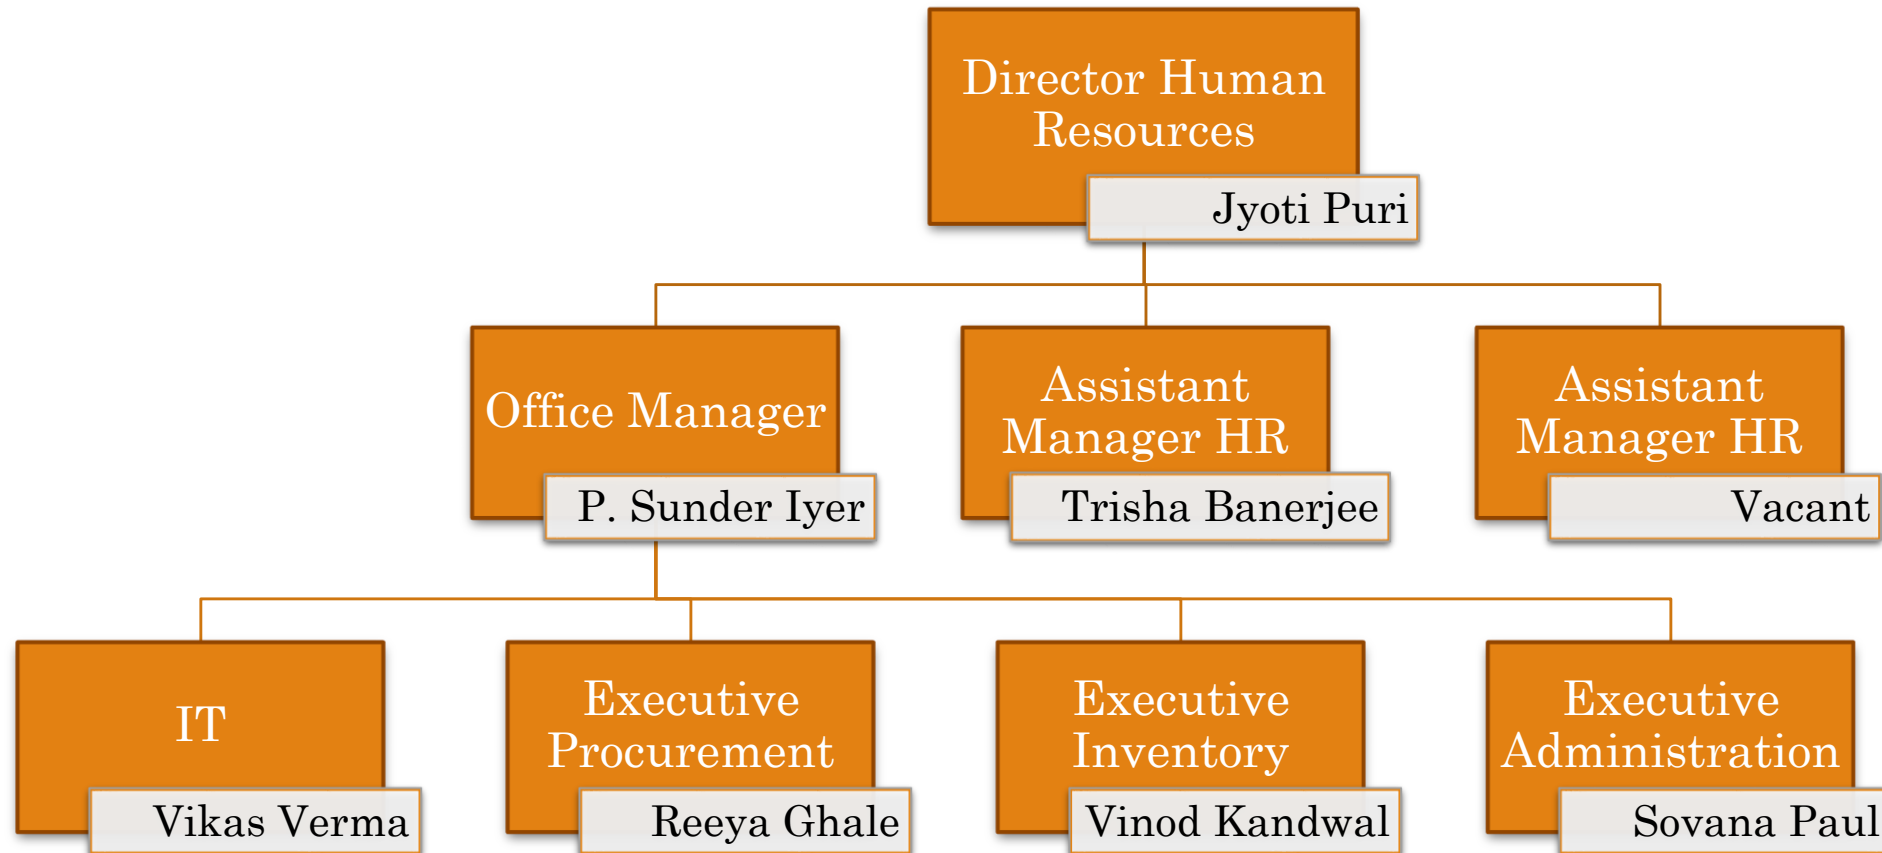 Director Human
Resources
Jyoti Puri
Office Manager
P. Sunder Iyer
Assistant
Manager HR
Trisha Banerjee
Assistant
Manager HR
Vacant
IT
Vikas Verma
Executive
Procurement
Reeya Ghale
Executive
Inventory
Vinod Kandwal
Executive
Administration
Sovana Paul